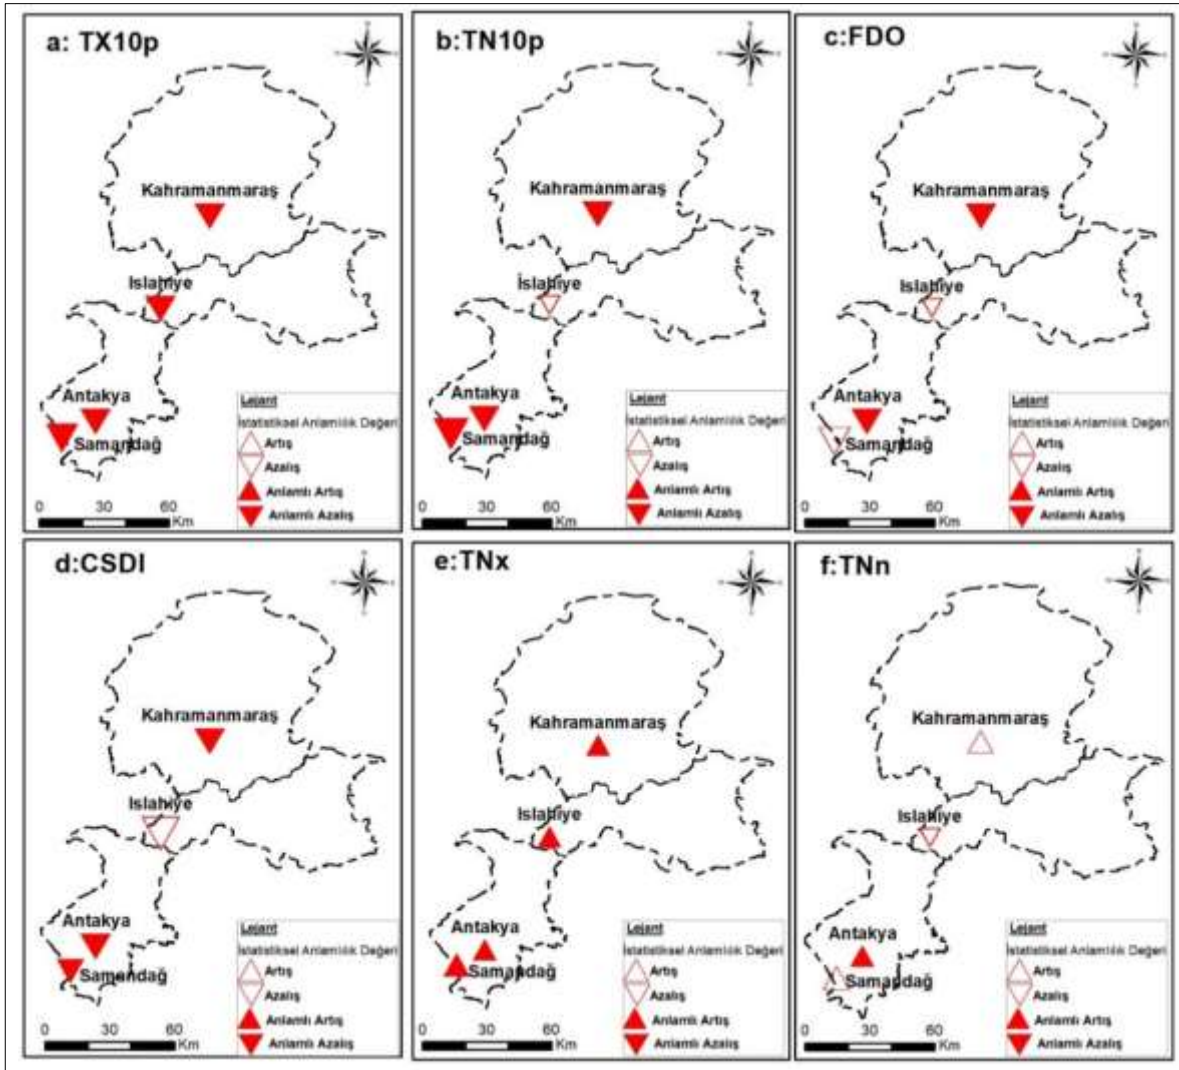 a: TX10p
Kahramanmaraş
Islahiye
Antakya
Samandağ
Lejant
İstatistiksel Anlamlılık Değeri
Artış
Azalış
Anlamlı Artış
Anlamlı Azalış
0 30 60
Km
b:TN10p
Kahramanmaraş
İslahiye
Antakya
Samandağ
Lejant
İstatistiksel Anlamlılık Değeri
Artış
Azalış
Anlamlı Artış
Anlamlı Azalış
0 30 60
Km
c:FDO
Kahramanmaraş
Islahiye
Antakya
Samandağ
Lejant
İstatistiksel Anlamlılık Değeri
Artış
Azalış
Anlamlı Artış
Anlamlı Azalış
0 30 60
Km
d:CSDI
Kahramanmaraş
Islahiye
Antakya
Samandağ
Lejant
İstatistiksel Anlamlılık Değeri
Artış
Azalış
Anlamlı Artış
Anlamlı Azalış
0 30 60
Km
e:TNx
Kahramanmaraş
Islahiye
Antakya
Samandağ
Lejant
İstatistiksel Anlamlılık Değeri
Artış
Azalış
Anlamlı Artış
Anlamlı Azalış
0 30 60
Km
f:TNn
Kahramanmaraş
Islahiye
Antakya
Samandağ
Lejant
İstatistiksel Anlamlılık Değeri
Artış
Azalış
Anlamlı Artış
Anlamlı Azalış
0 30 60
Km